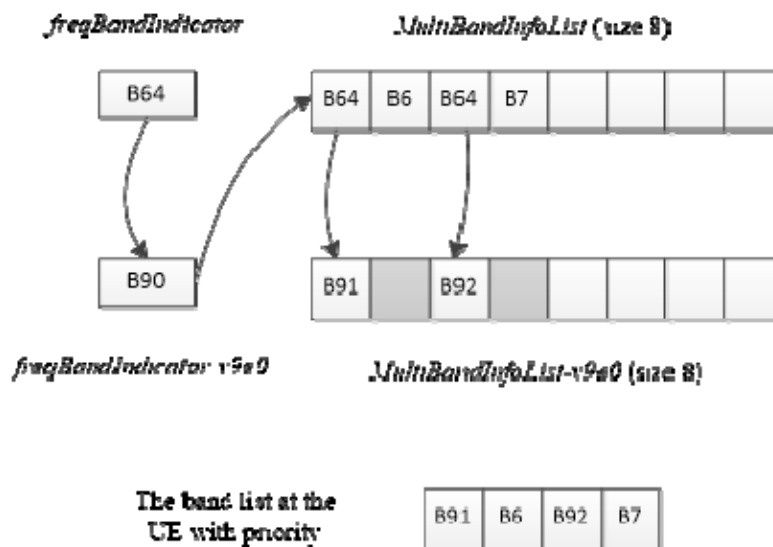 freqBandIndicator MultiBandInfoList (size 8)
B64 B64 B6 B64 B7
B90 B91 B92
freqBandIndicator-v9e0 MultiBandInfoList-v9e0 (size 8)
The band list at the
UE with priority
B91 B6 B92 B7